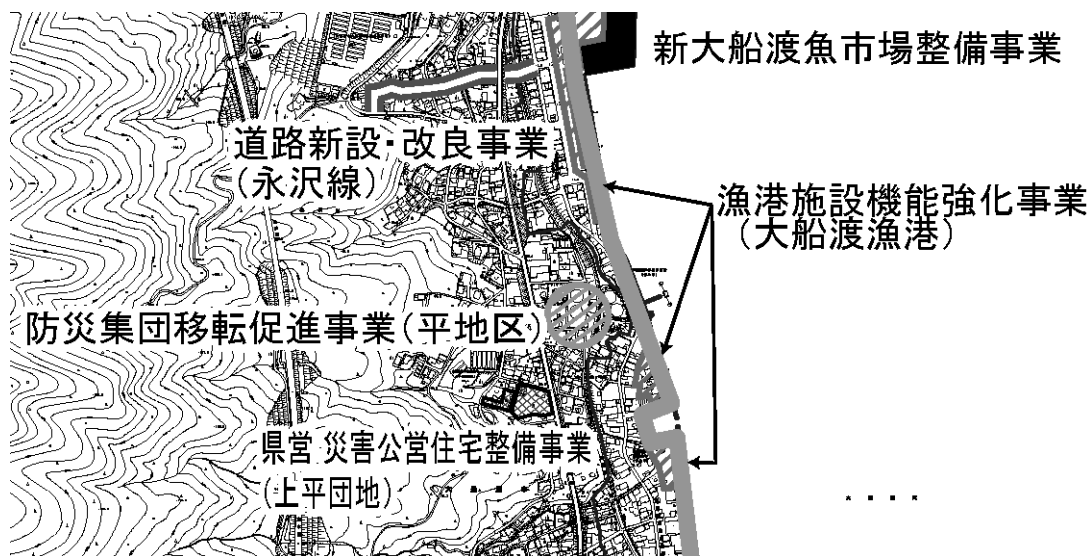 新大船渡魚市場整備事業
道路新設・改良事業
(永沢線)
漁港施設機能強化事業
(大船渡漁港)
防災集団移転促進事業(平地区)
県営 災害公営住宅整備事業
(上平団地)